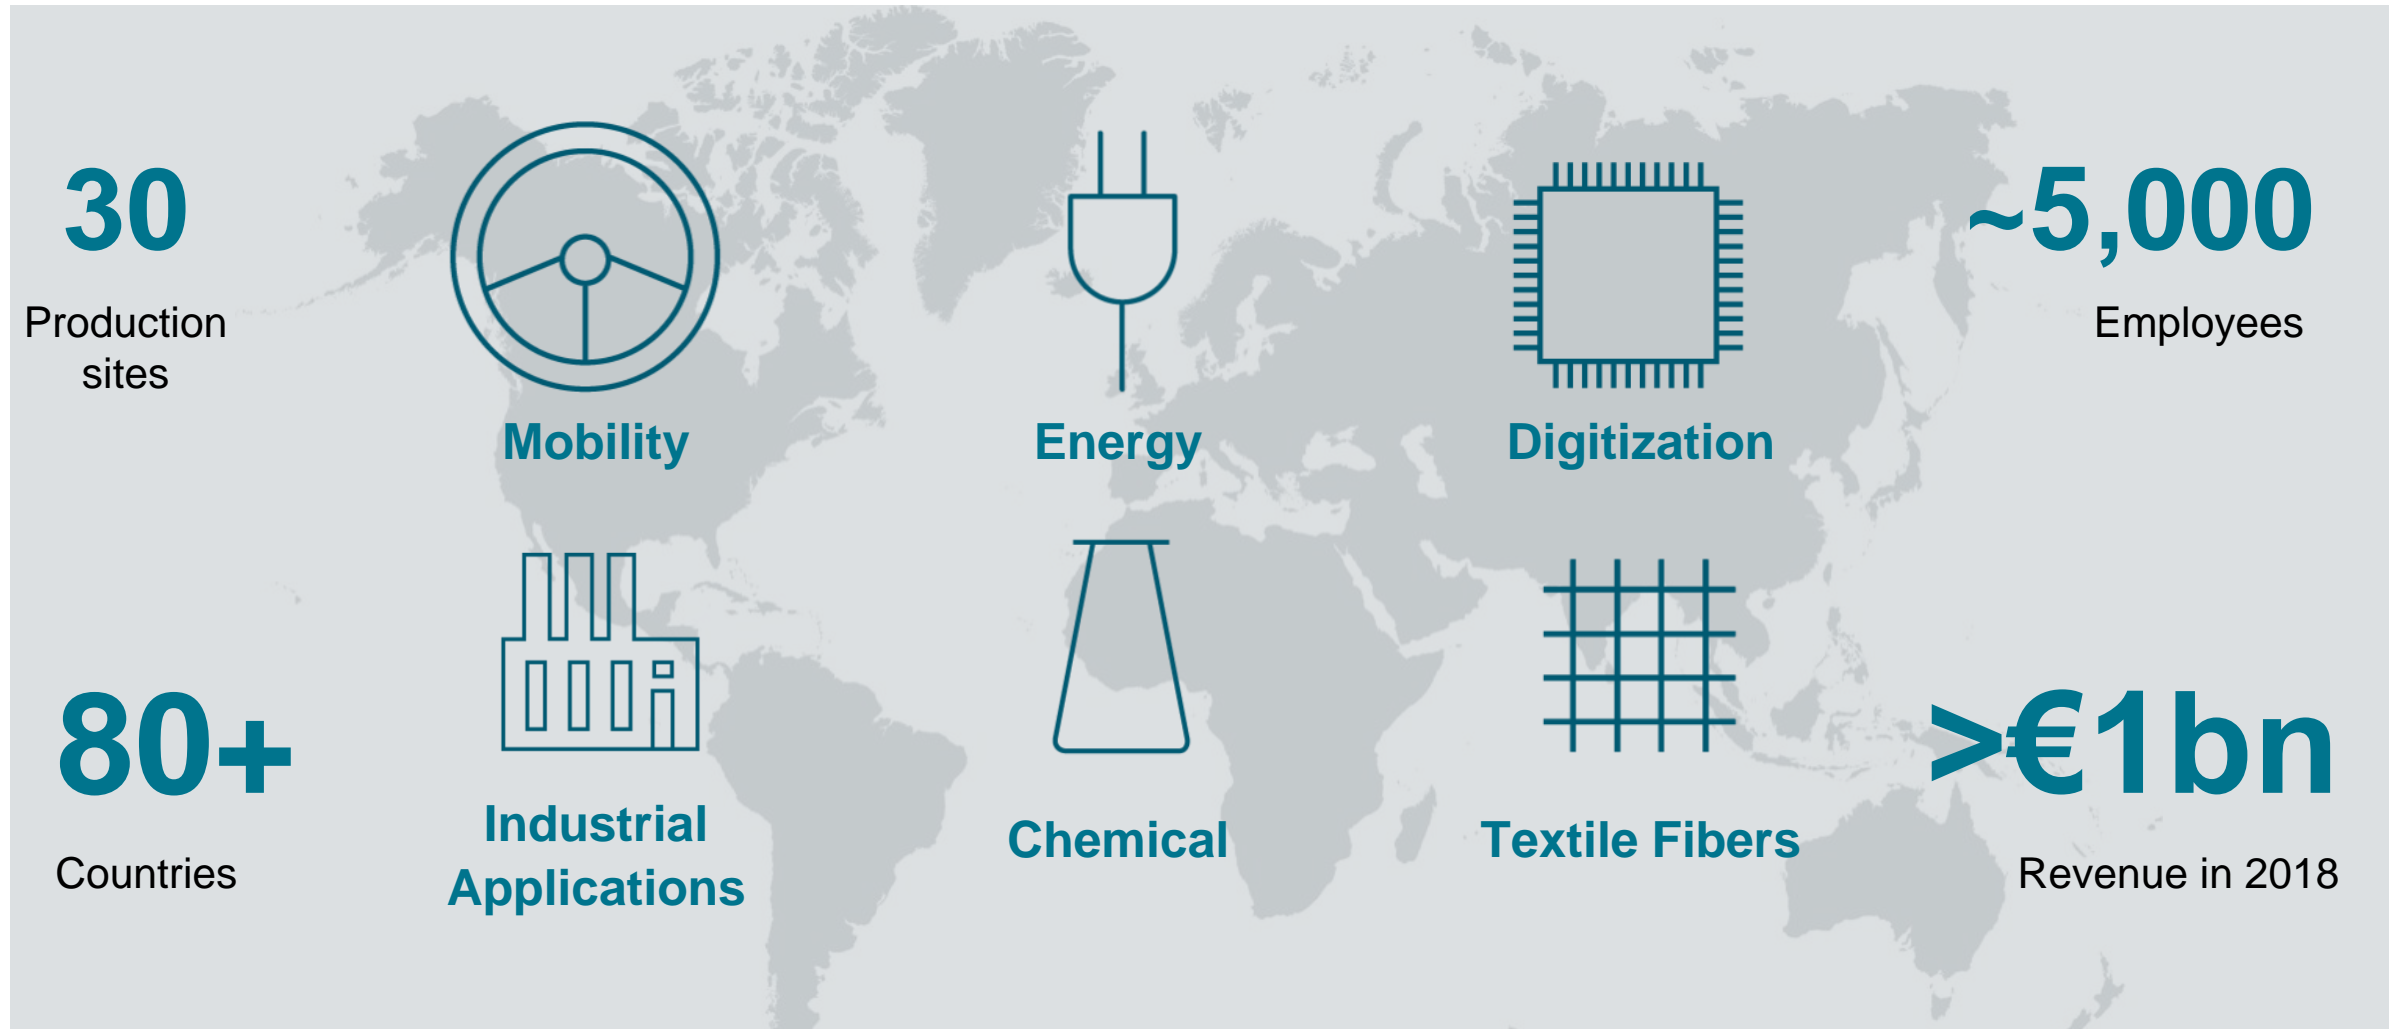 30
Production
sites
Mobility
Energy
Digitization
~5,000
Employees
80+
Countries
Industrial
Applications
Chemical
Textile Fibers
>€1bn
Revenue in 2018